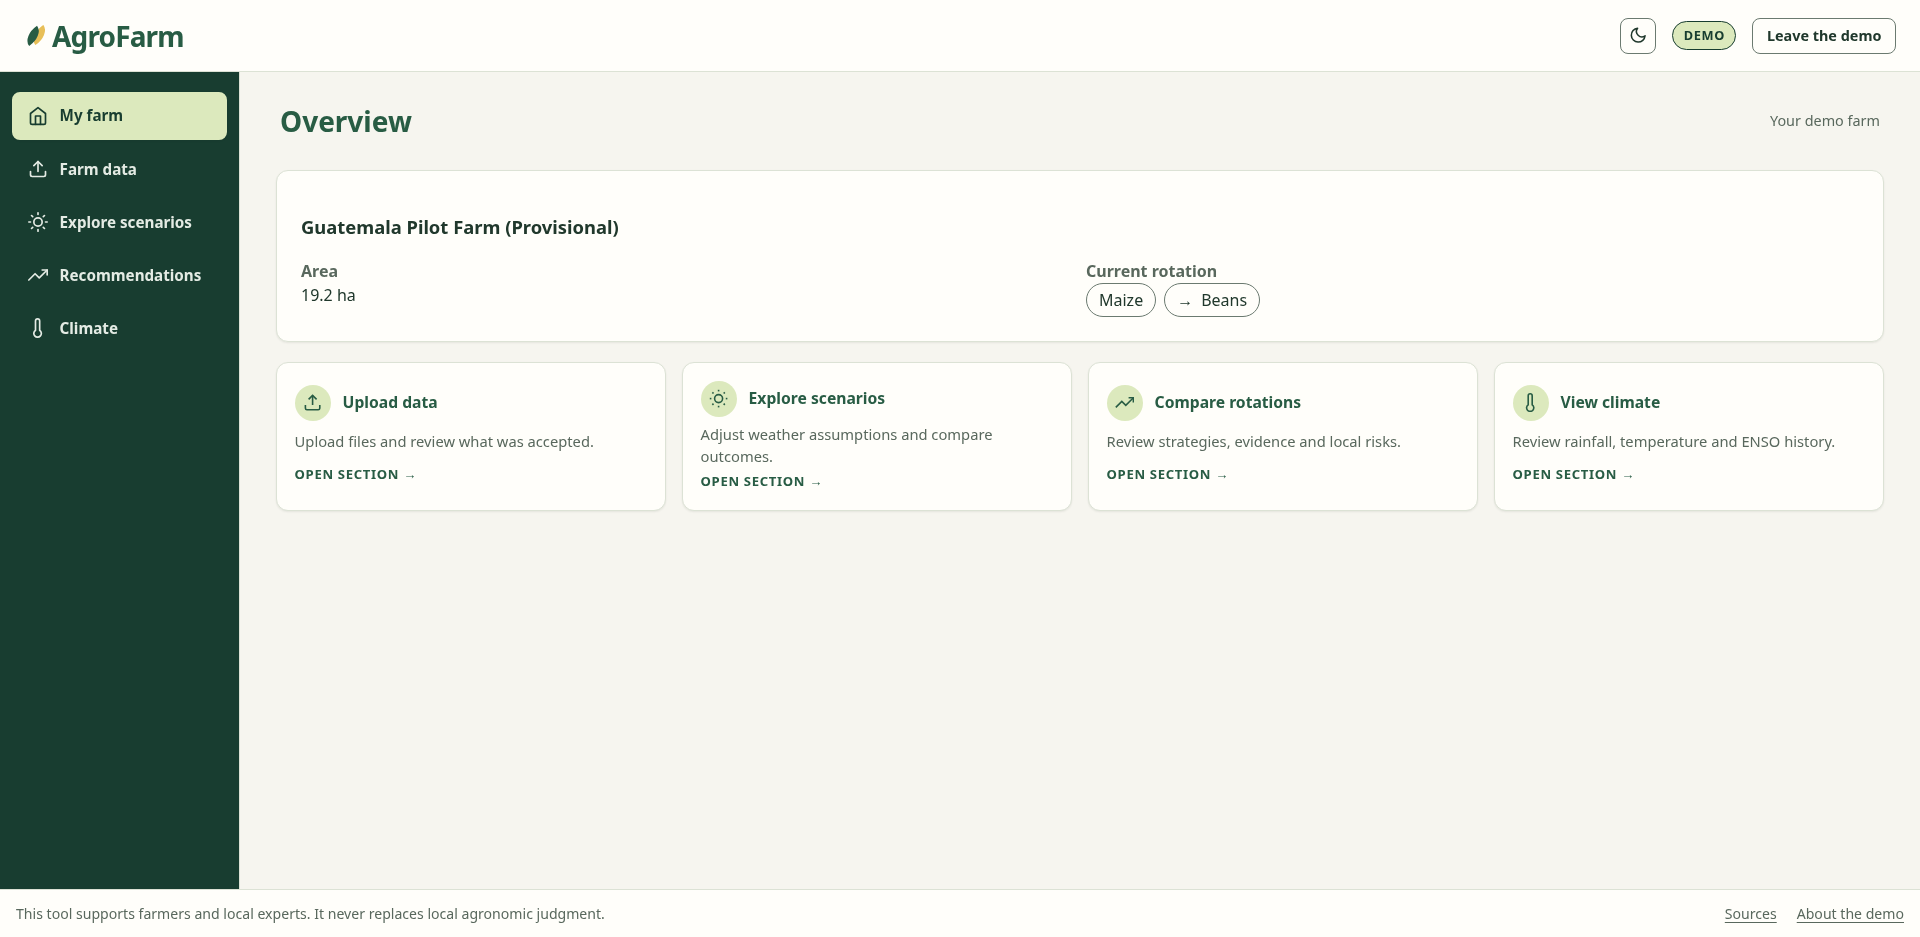 AgroFarm
DEMO
Leave the demo
My farm
Farm data
Explore scenarios
Recommendations
Climate
Overview
Your demo farm
Guatemala Pilot Farm (Provisional)
Area
19.2 ha
Current rotation
Maize
→ Beans
Upload data
Upload files and review what was accepted.
OPEN SECTION →
Explore scenarios
Adjust weather assumptions and compare
outcomes.
OPEN SECTION →
Compare rotations
Review strategies, evidence and local risks.
OPEN SECTION →
View climate
Review rainfall, temperature and ENSO history.
OPEN SECTION →
This tool supports farmers and local experts. It never replaces local agronomic judgment.
Sources
About the demo